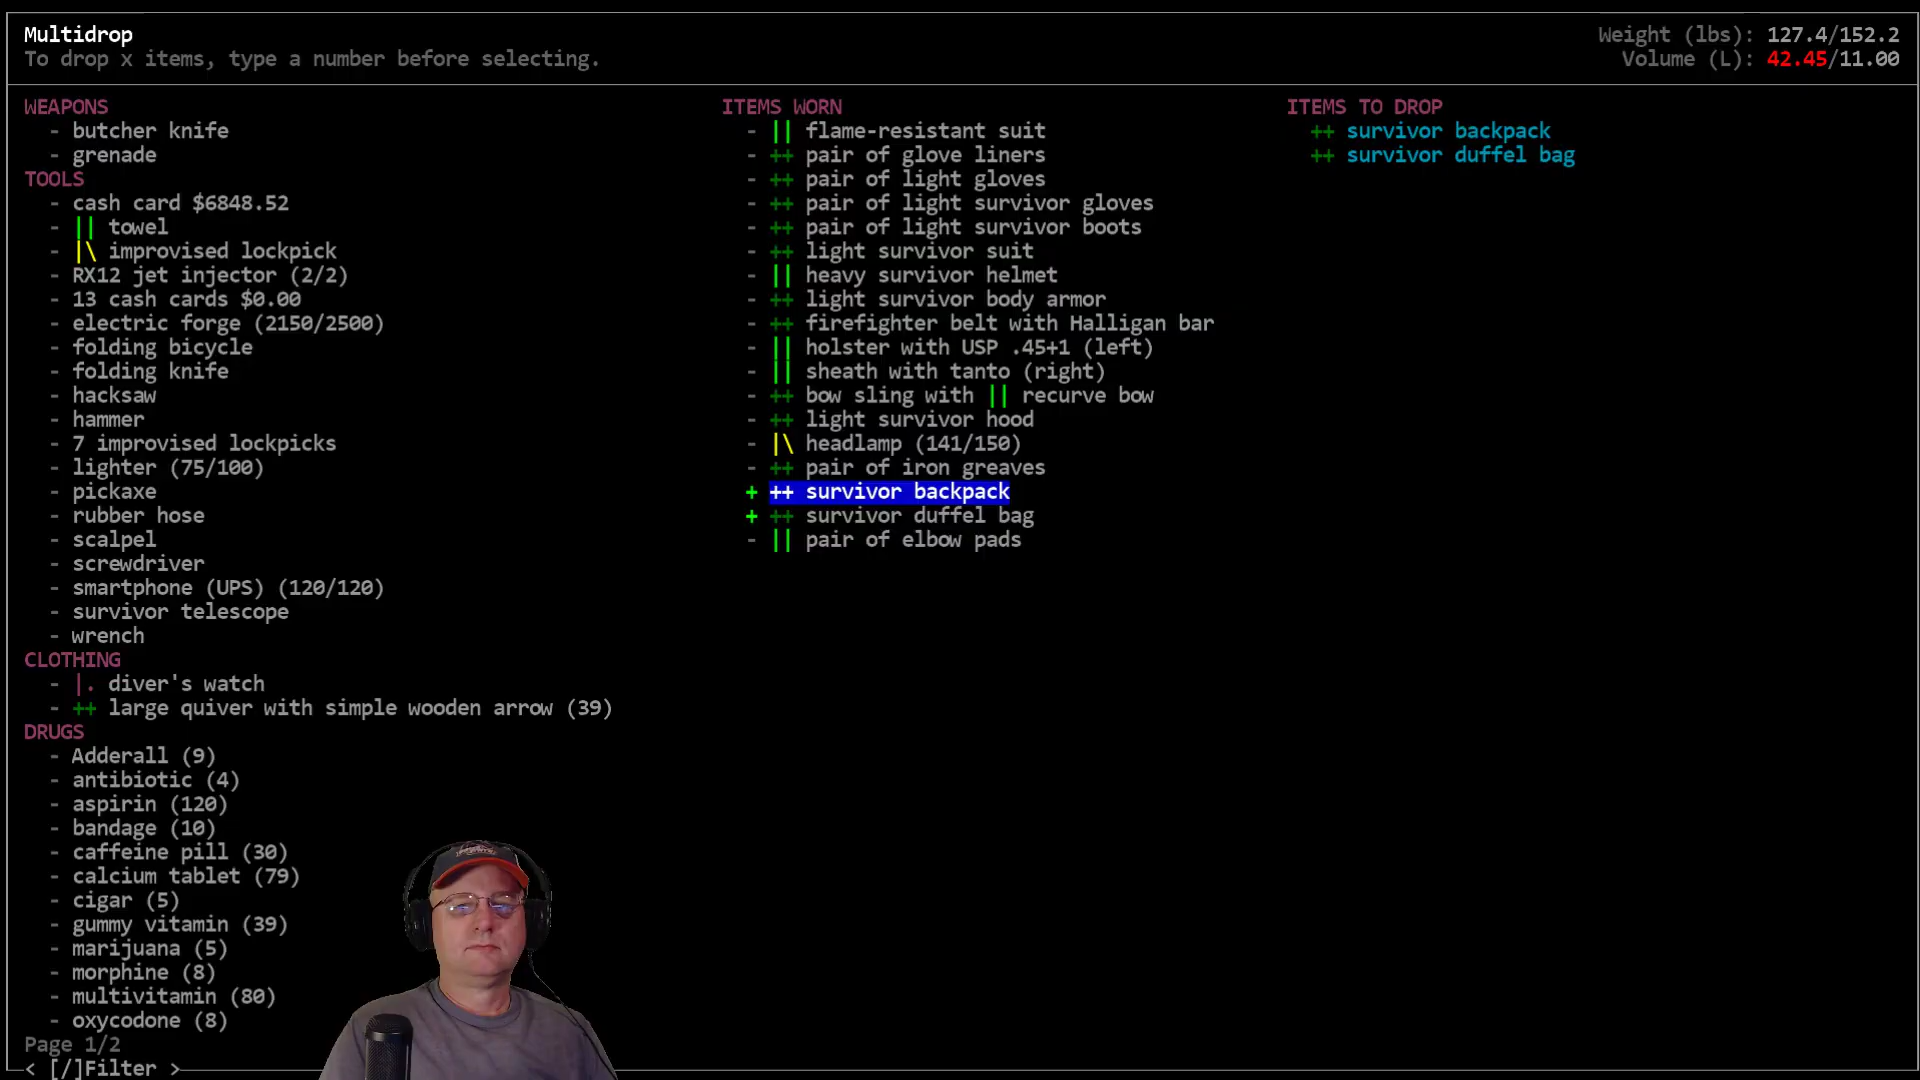 Multidrop
To drop x items, type a number before selecting.
Weight (lbs): 127.4/152.2
Volume (L): 42.45/11.00
WEAPONS
- butcher knife
- grenade
TOOLS
- cash card $6848.52
- || towel
- |\ improvised lockpick
- RX12 jet injector (2/2)
- 13 cash cards $0.00
- electric forge (2150/2500)
- folding bicycle
- folding knife
- hacksaw
- hammer
- 7 improvised lockpicks
- lighter (75/100)
- pickaxe
- rubber hose
- scalpel
- screwdriver
- smartphone (UPS) (120/120)
- survivor telescope
- wrench
CLOTHING
- |. diver's watch
- ++ large quiver with simple wooden arrow (39)
DRUGS
- Adderall (9)
- antibiotic (4)
- aspirin (120)
- bandage (10)
- caffeine pill (30)
- calcium tablet (79)
- cigar (5)
- gummy vitamin (39)
- marijuana (5)
- morphine (8)
- multivitamin (80)
- oxycodone (8)
Page 1/2
< [/]Filter >
ITEMS WORN
- || flame-resistant suit
- ++ pair of glove liners
- ++ pair of light gloves
- ++ pair of light survivor gloves
- ++ pair of light survivor boots
- ++ light survivor suit
- || heavy survivor helmet
- ++ light survivor body armor
- ++ firefighter belt with Halligan bar
- || holster with USP .45+1 (left)
- || sheath with tanto (right)
- ++ bow sling with || recurve bow
- ++ light survivor hood
- |\ headlamp (141/150)
- ++ pair of iron greaves
+ ++ survivor backpack
+ ++ survivor duffel bag
- || pair of elbow pads
ITEMS TO DROP
++ survivor backpack
++ survivor duffel bag